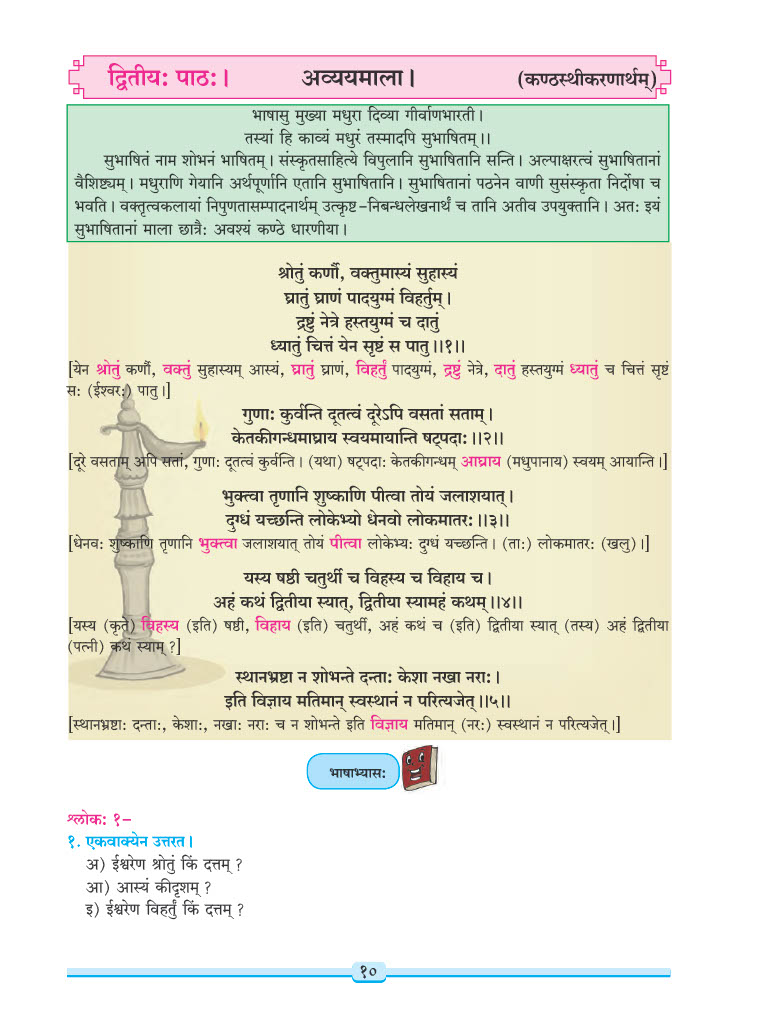 द्वितीय: पाठ:। अव्ययमाला। (कण्ठस्थीकरणार्थम्)
भाषासु मुख्या मधुरा दिव्या गीर्वाणभारती।
तस्यां हि काव्यं मधुरं तस्मादपि सुभाषितम्।।
सुभाषितं नाम शोभनं भाषितम्। संस्कृतसाहित्ये विपुलानि सुभाषितानि सन्ति। अल्पाक्षरत्वं सुभाषितानां
वैशिष्ट्यम्। मधुराणि गेयानि अर्थपूर्णानि एतानि सुभाषितानि। सुभाषितानां पठनेन वाणी सुसंस्कृता निर्दोषा च
भवति। वक्तृत्वकलायां निपुणतासम्पादनार्थम् उत्कृष्ट-निबन्धलेखनार्थं च तानि अतीव उपयुक्तानि। अत: इयं
सुभाषितानां माला छात्रै: अवश्यं कण्ठे धारणीया।
श्रोतुं कर्णौ, वक्तुमास्यं सुहास्यं
घ्रातुं घ्राणं पादयुग्मं विहर्तुम्।
द्रष्टुं नेत्रे हस्तयुग्मं च दातुं
ध्यातुं चित्तं येन सृष्टं स पातु।।१।।
[येन श्रोतुं कर्णौ, वक्तुं सुहास्यम् आस्यं, घ्रातुं घ्राणं, विहर्तुं पादयुग्मं, द्रष्टुं नेत्रे, दातुं हस्तयुग्मं ध्यातुं च चित्तं सृष्टं
स: (ईश्वर:) पातु।]
गुणा: कुर्वन्ति दूतत्वं दूरेऽपि वसतां सताम्।
केतकीगन्धमाघ्राय स्वयमायान्ति षट्पदा:।।२।।
[दूरे वसताम् अपि सतां, गुणा: दूतत्वं कुर्वन्ति। (यथा) षट्पदा: केतकीगन्धम् आघ्राय (मधुपानाय) स्वयम् आयान्ति।]
भुक्त्वा तृणानि शुष्काणि पीत्वा तोयं जलाशयात्।
दुग्धं यच्छन्ति लोकेभ्यो धेनवो लोकमातर:।।३।।
[धेनव: शुष्काणि तृणानि भुक्त्वा जलाशयात् तोयं पीत्वा लोकेभ्य: दुग्धं यच्छन्ति। (ता:) लोकमातर: (खलु)।]
यस्य षष्ठी चतुर्थी च विहस्य च विहाय च।
अहं कथं द्वितीया स्यात्, द्वितीया स्यामहं कथम्।।४।।
[यस्य (कृते) विहस्य (इति) षष्ठी, विहाय (इति) चतुर्थी, अहं कथं च (इति) द्वितीया स्यात् (तस्य) अहं द्वितीया
(पत्नी) कथं स्याम् ?]
स्थानभ्रष्टा न शोभन्ते दन्ता: केशा नखा नरा:।
इति विज्ञाय मतिमान् स्वस्थानं न परित्यजेत्।।५।।
[स्थानभ्रष्टा: दन्ता:, केशा:, नखा: नरा: च न शोभन्ते इति विज्ञाय मतिमान् (नर:) स्वस्थानं न परित्यजेत्।]
भाषाभ्यास:
श्लोक: १-
१. एकवाक्येन उत्तरत।
अ) ईश्वरेण श्रोतुं किं दत्तम् ?
आ) आस्यं कीदृशम् ?
इ) ईश्वरेण विहर्तुं किं दत्तम् ?
१०